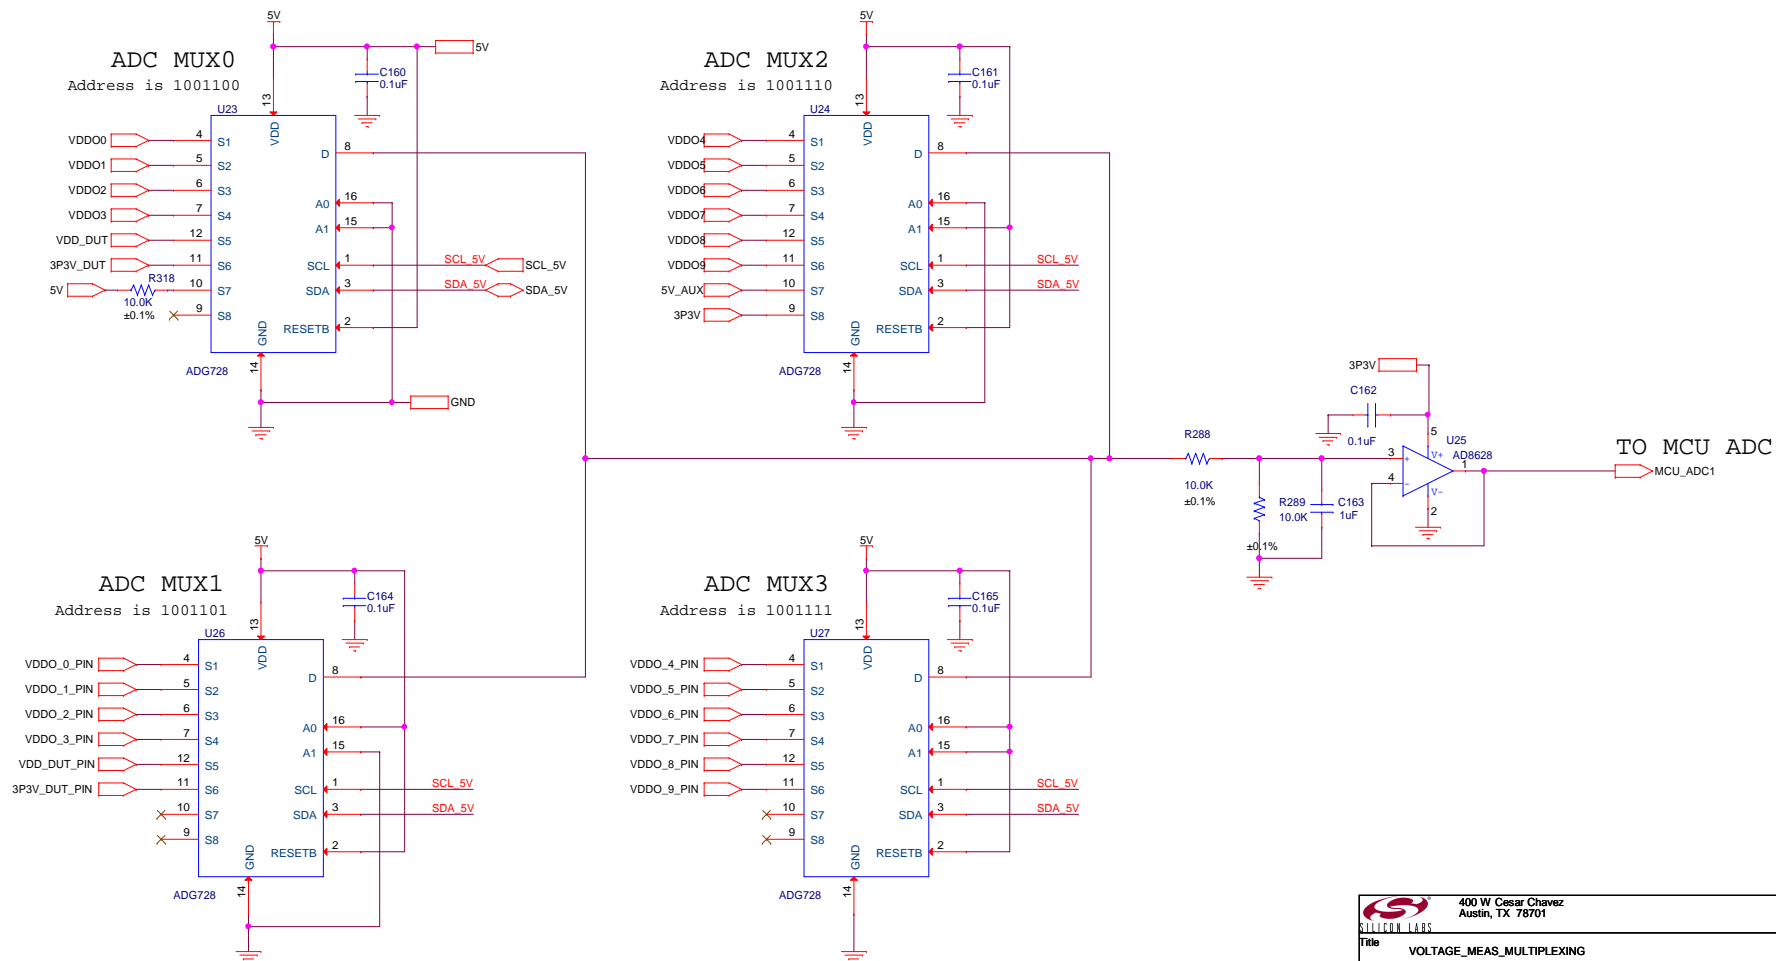 5V
5V
ADC MUX0
Address is 1001100
C160
0.1uF
U23
13
VDD
VDDO0
4
S1
VDDO1
5
S2
VDDO2
6
S3
VDDO3
7
S4
VDD_DUT
12
S5
3P3V_DUT
11
S6
5V
R318
10.0K
±0.1%
10
S7
9
S8
D
8
A0
16
A1
15
SCL
1
SCL_5V
SCL_5V
SDA
3
SDA_5V
SDA_5V
RESETB
2
GND
14
ADG728
GND
5V
ADC MUX2
Address is 1001110
C161
0.1uF
U24
13
VDD
VDDO4
4
S1
VDDO5
5
S2
VDDO6
6
S3
VDDO7
7
S4
VDDO8
12
S5
VDDO9
11
S6
5V_AUX
10
S7
3P3V
9
S8
D
8
A0
16
A1
15
SCL
1
SCL_5V
SDA
3
SDA_5V
RESETB
2
GND
14
ADG728
R288
10.0K
±0.1%
R289
10.0K
±0.1%
C163
1uF
3P3V
C162
0.1uF
5
U25
AD8628
3
+
V+
4
-
V-
1
2
TO MCU ADC
MCU_ADC1
5V
ADC MUX1
Address is 1001101
C164
0.1uF
U26
13
VDD
VDDO_0_PIN
4
S1
VDDO_1_PIN
5
S2
VDDO_2_PIN
6
S3
VDDO_3_PIN
7
S4
VDD_DUT_PIN
12
S5
3P3V_DUT_PIN
11
S6
10
S7
9
S8
D
8
A0
16
A1
15
SCL
1
SCL_5V
SDA
3
SDA_5V
RESETB
2
GND
14
ADG728
5V
ADC MUX3
Address is 1001111
C165
0.1uF
U27
13
VDD
VDDO_4_PIN
4
S1
VDDO_5_PIN
5
S2
VDDO_6_PIN
6
S3
VDDO_7_PIN
7
S4
VDDO_8_PIN
12
S5
VDDO_9_PIN
11
S6
10
S7
9
S8
D
8
A0
16
A1
15
SCL
1
SCL_5V
SDA
3
SDA_5V
RESETB
2
GND
14
ADG728
SILICON LABS
400 W Cesar Chavez
Austin, TX 78701
Title
VOLTAGE_MEAS_MULTIPLEXING